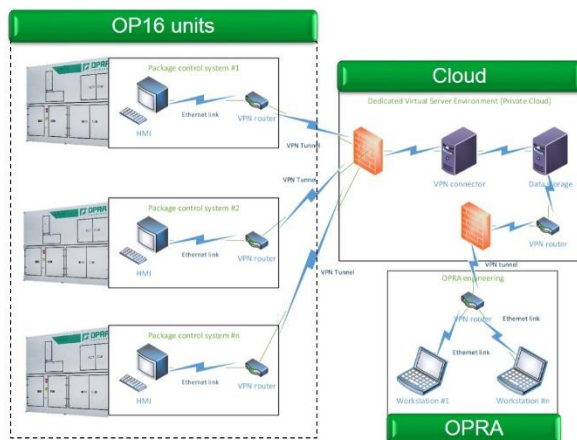 OP16 units
OPRA
Package control system #1
HMI
Ethernet link
VPN router
VPN Tunnel
OPRA
Package control system #2
HMI
Ethernet link
VPN router
VPN Tunnel
OPRA
Package control system #n
HMI
Ethernet link
VPN router
VPN Tunnel
Cloud
Dedicated Virtual Server Environment (Private Cloud)
VPN connector
Data storage
VPN router
VPN tunnel
OPRA engineering
VPN router
Ethernet link
Ethernet link
Workstation #1
Workstation #n
OPRA